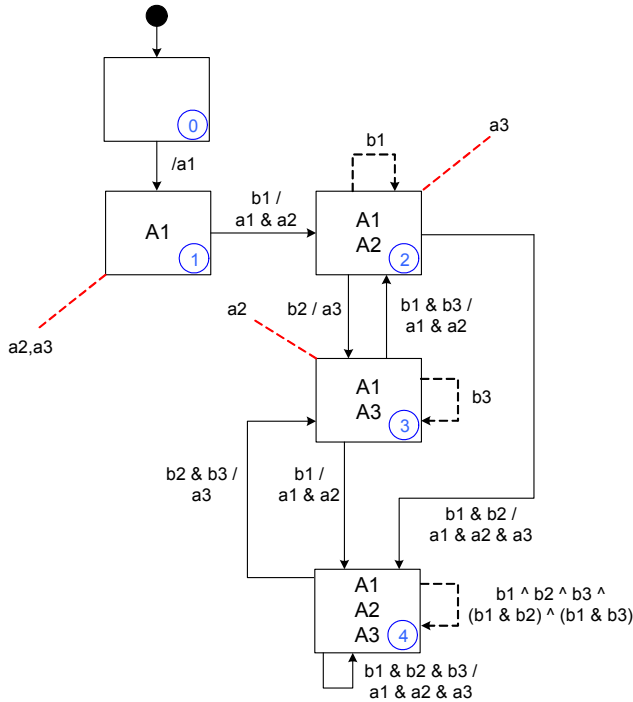 0
/a1
A1
1
a2,a3
b1 /
a1 & a2
b1
a3
A1
A2
2
b2 / a3
b1 & b3 /
a1 & a2
a2
A1
A3
3
b3
b2 & b3 /
a3
b1 /
a1 & a2
b1 & b2 /
a1 & a2 & a3
A1
A2
A3
4
b1 ^ b2 ^ b3 ^
(b1 & b2) ^ (b1 & b3)
b1 & b2 & b3 /
a1 & a2 & a3